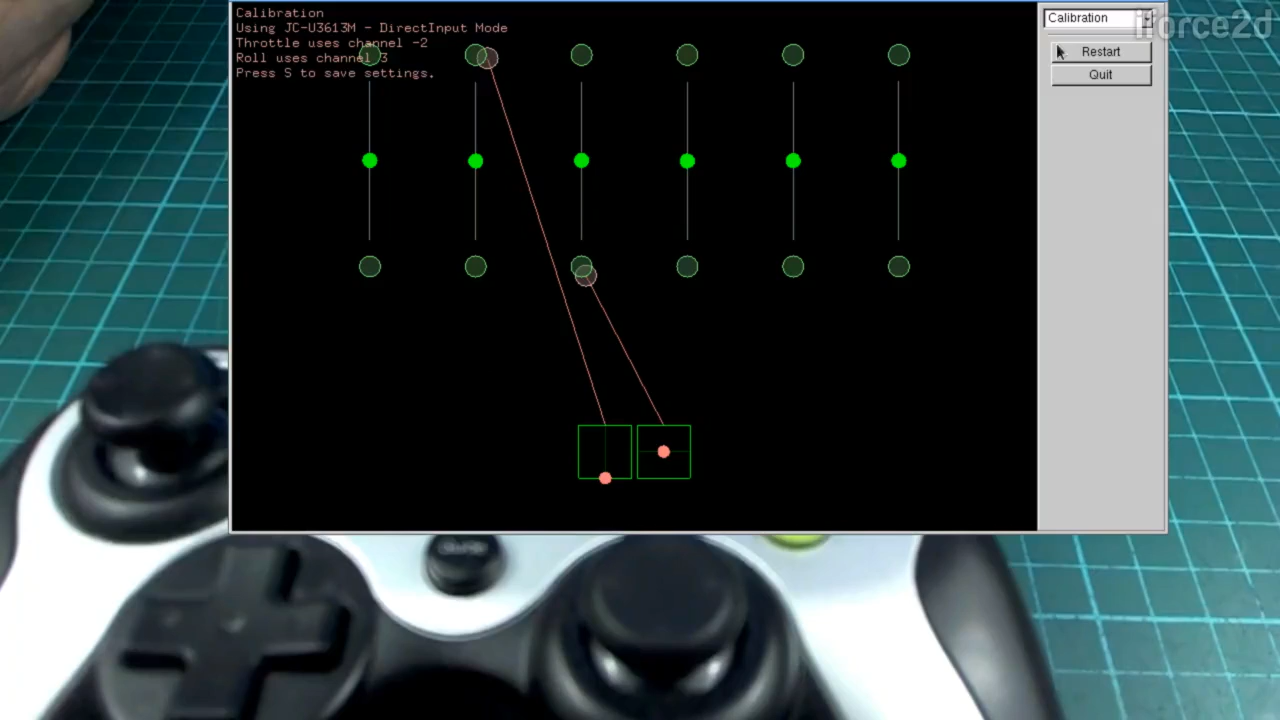 Calibration
Using JC-U3613M - DirectInput Mode
Throttle uses channel -2
Roll uses channel 3
Press S to save settings.
Calibration
iforce2d
Restart
Quit